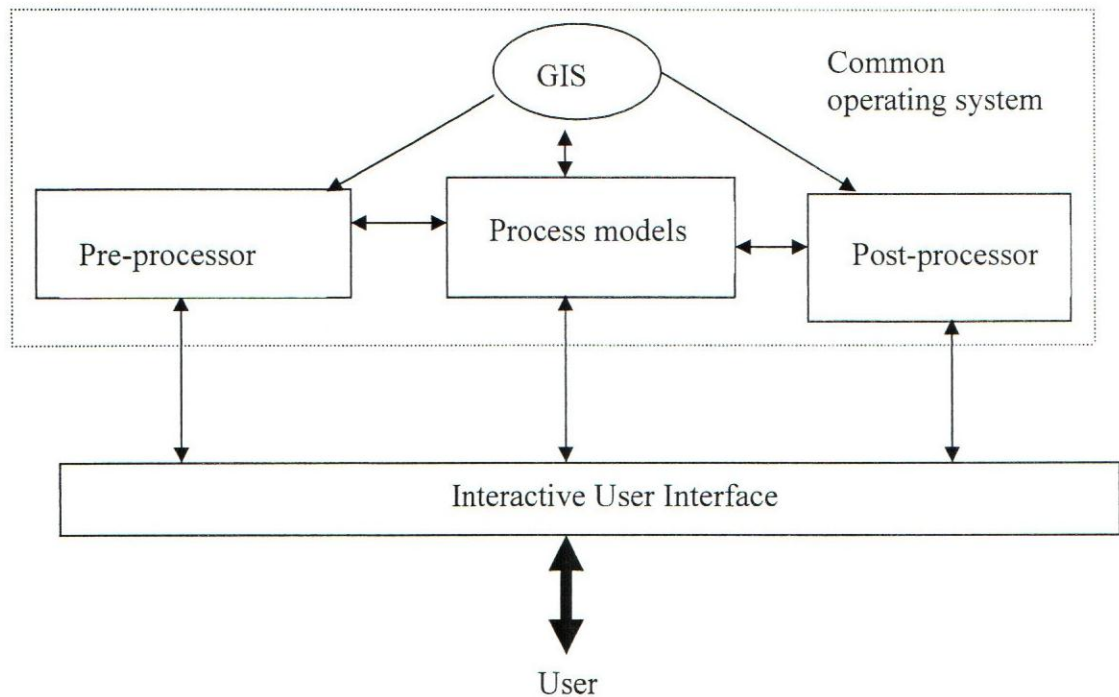 GIS
Common
operating system
Pre-processor
Process models
Post-processor
Interactive User Interface
User